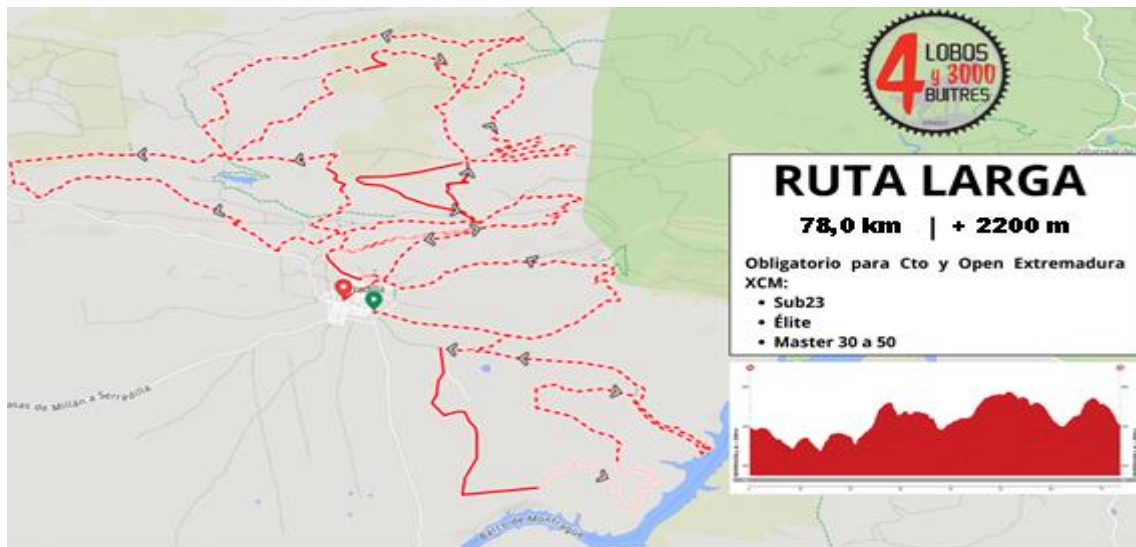 4
LOBOS
y 3000
BUITRES
RUTA LARGA
78,0 km | + 2200 m
Obligatorio para Cto y Open Extremadura
XCM:
• Sub23
• Élite
• Master 30 a 50
asas de Millán a Serradilla